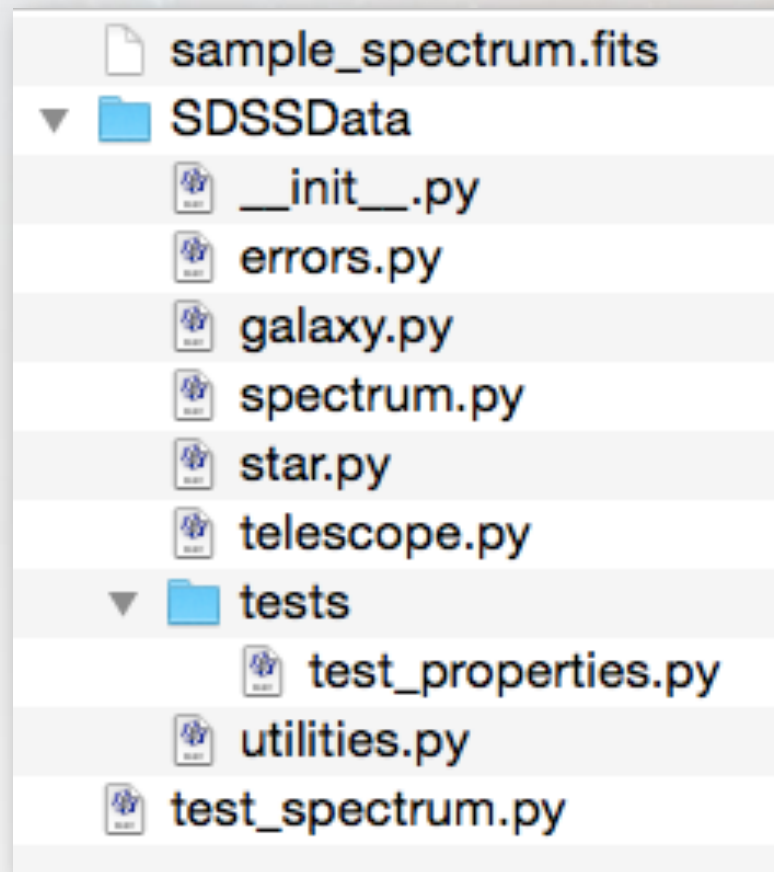 sample_spectrum.fits
SDSSData
__init__.py
errors.py
galaxy.py
spectrum.py
star.py
telescope.py
tests
test_properties.py
utilities.py
test_spectrum.py